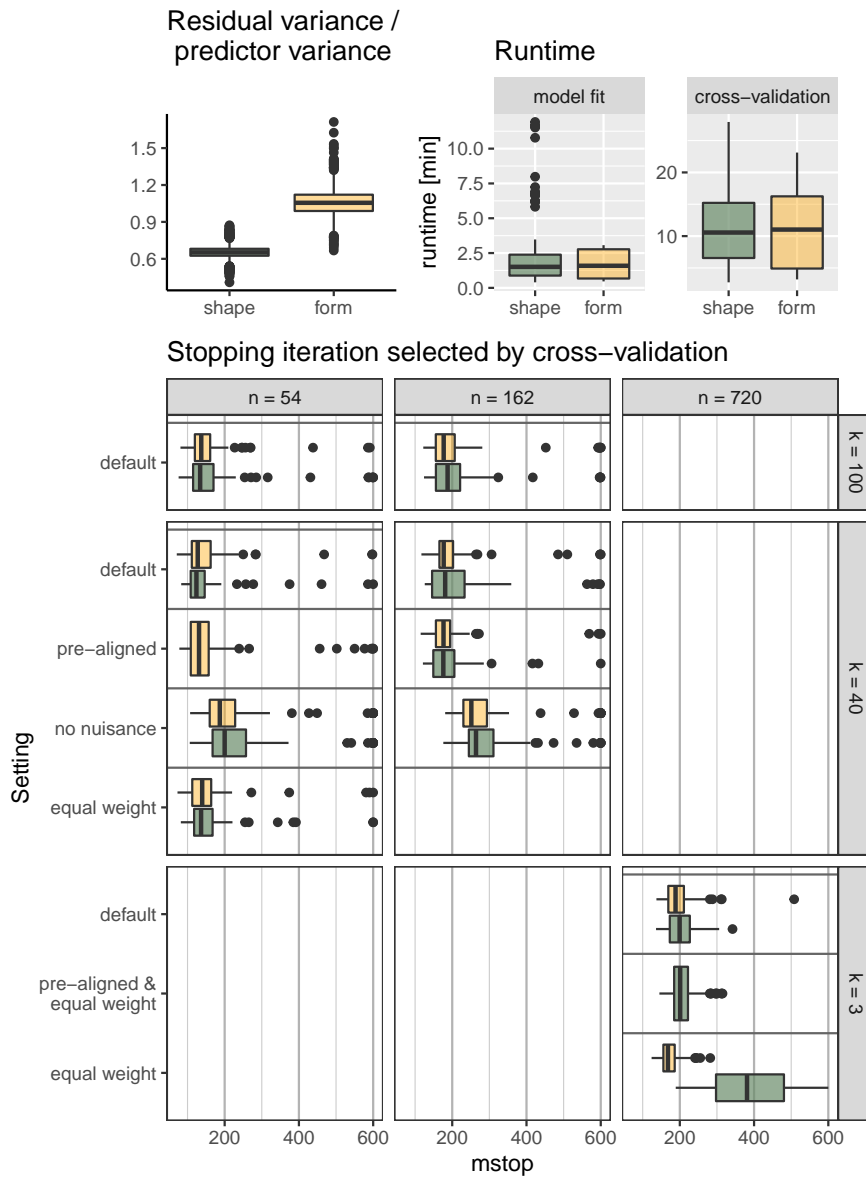 Residual variance /
predictor variance
Runtime
model fit
cross−validation
1.5
1.2
0.9
0.6
shape
form
runtime [min]
10.0
7.5
5.0
2.5
0.0
shape
form
20
10
shape
form
Stopping iteration selected by cross−validation
n = 54
n = 162
n = 720
default
k = 100
default
pre−aligned
no nuisance
equal weight
k = 40
Setting
default
pre−aligned &
equal weight
equal weight
k = 3
200
400
600
200
400
600
200
400
600
mstop